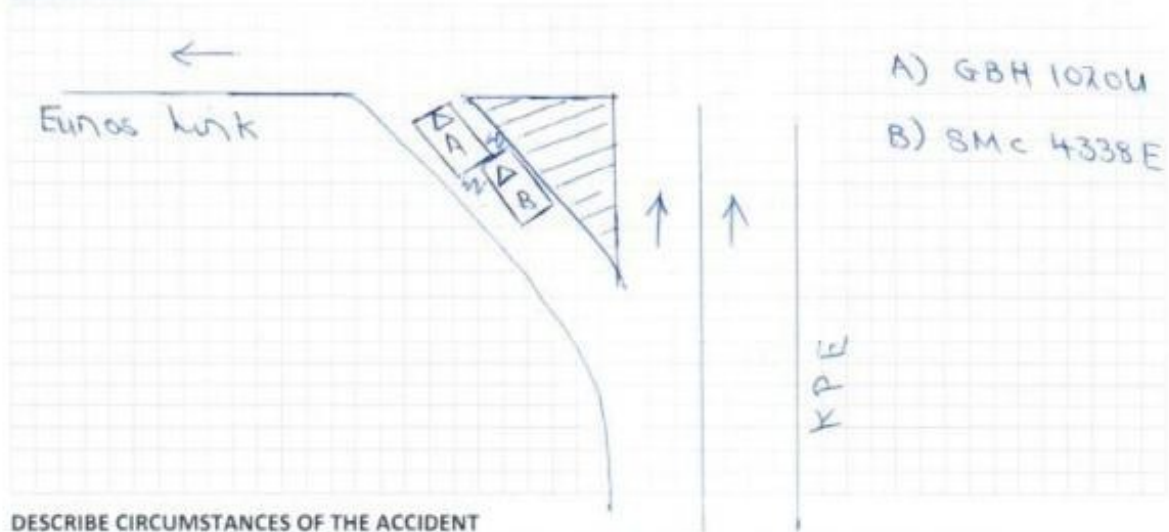 A) GBH 1020U
Eunos Link
B) SMC 4338E
A
B
KPE
DESCRIBE CIRCUMSTANCES OF THE ACCIDENT